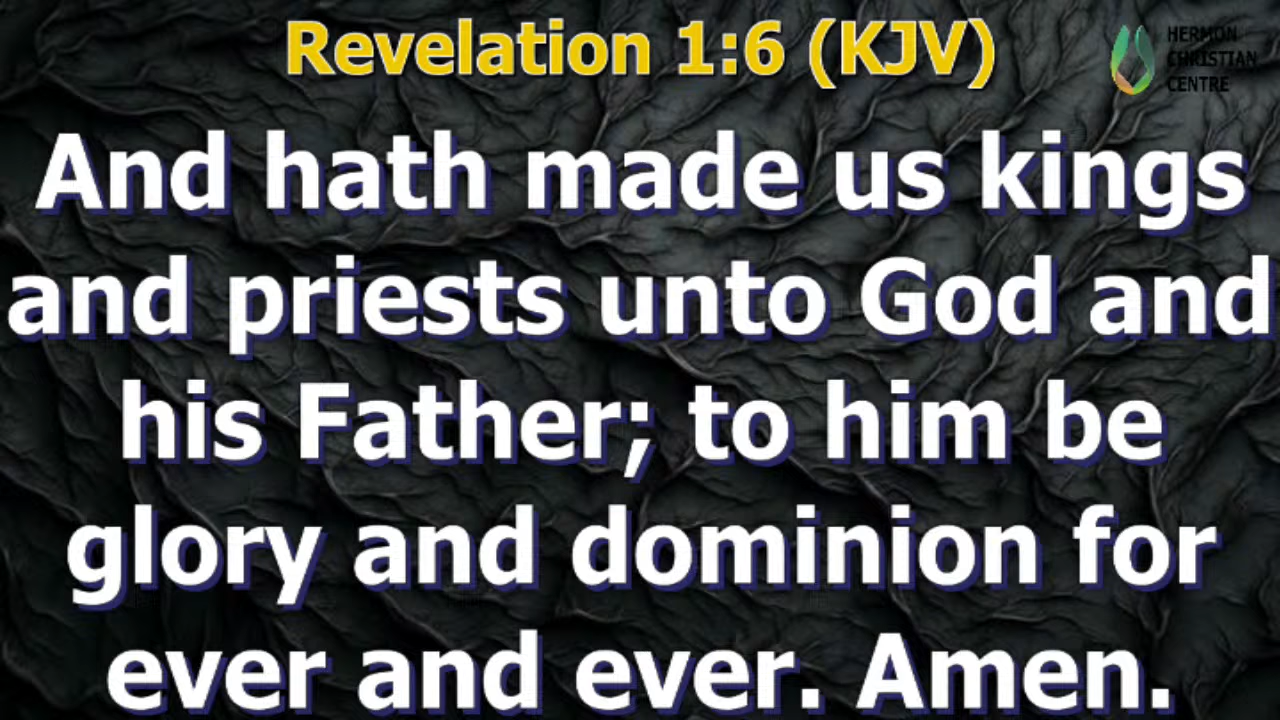 Revelation 1:6 (KJV)
HERMON
CHRISTIAN
CENTRE
And hath made us kings
and priests unto God and
his Father; to him be
glory and dominion for
ever and ever. Amen.